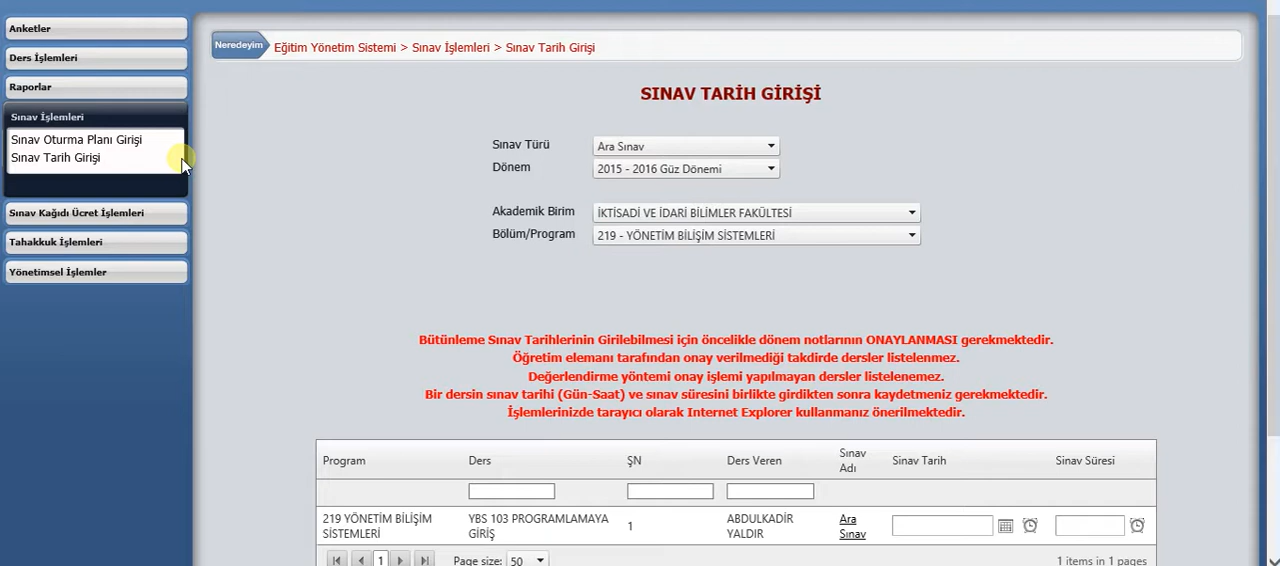 Anketler
Ders İşlemleri
Raporlar
Sınav İşlemleri
Sınav Oturma Planı Girişi
Sınav Tarih Girişi
Sınav Kağıdı Ücret İşlemleri
Tahakkuk İşlemleri
Yönetimsel İşlemler
Neredeyim Eğitim Yönetim Sistemi > Sınav İşlemleri > Sınav Tarih Girişi
SINAV TARİH GİRİŞİ
Sınav Türü Ara Sınav
Dönem 2015 - 2016 Güz Dönemi
Akademik Birim İKTİSADİ VE İDARİ BİLİMLER FAKÜLTESİ
Bölüm/Program 219 - YÖNETİM BİLİŞİM SİSTEMLERİ
Bütünleme Sınav Tarihlerinin Girilebilmesi için öncelikle dönem notlarının ONAYLANMASI gerekmektedir.
Öğretim elemanı tarafından onay verilmediği takdirde dersler listelenmez.
Değerlendirme yöntemi onay işlemi yapılmayan dersler listelenemez.
Bir dersin sınav tarihi (Gün-Saat) ve sınav süresini birlikte girdikten sonra kaydetmeniz gerekmektedir.
İşlemlerinizde tarayıcı olarak Internet Explorer kullanmanız önerilmektedir.
Program Ders ŞN Ders Veren Sınav Adı Sınav Tarih Sınav Süresi
219 YÖNETİM BİLİŞİM SİSTEMLERİ YBS 103 PROGRAMLAMAYA GİRİŞ 1 ABDULKADİR YALDIR Ara Sınav
1 Page size: 50 1 items in 1 pages